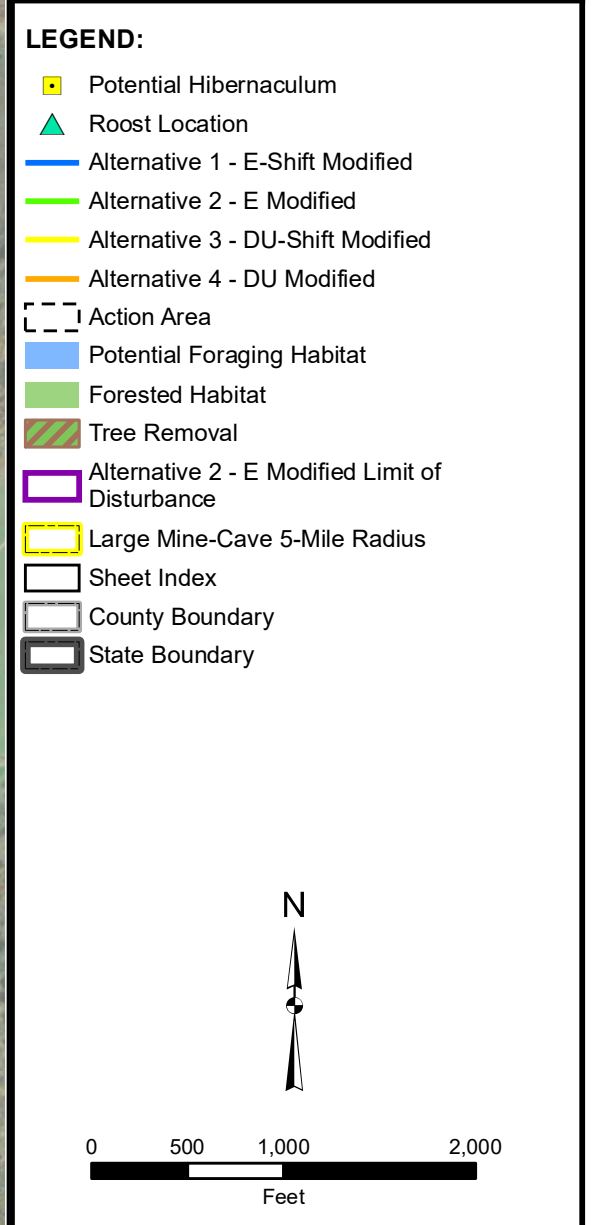 LEGEND:
Potential Hibernaculum
Roost Location
Alternative 1 - E-Shift Modified
Alternative 2 - E Modified
Alternative 3 - DU-Shift Modified
Alternative 4 - DU Modified
Action Area
Potential Foraging Habitat
Forested Habitat
Tree Removal
Alternative 2 - E Modified Limit of
Disturbance
Large Mine-Cave 5-Mile Radius
Sheet Index
County Boundary
State Boundary
N
0 500 1,000 2,000
Feet